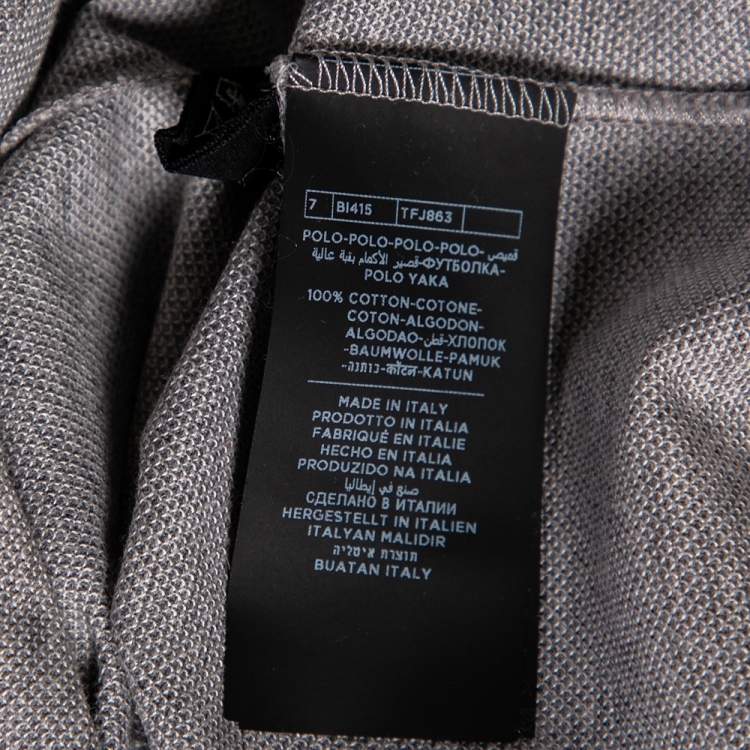 7 BI415 TFJ863
POLO-POLO-POLO-POLO- قميص
قصير الأكمام بقبة عالية-ФУТБОЛКА-
POLO YAKA
100% COTTON-COTONE-
COTON-ALGODON-
ALGODAO-قطن-ХЛОПОК
-BAUMWOLLE-PAMUK
-כותנה-कॉटन-KATUN
MADE IN ITALY
PRODOTTO IN ITALIA
FABRIQUÉ EN ITALIE
HECHO EN ITALIA
PRODUZIDO NA ITALIA
صنع في إيطاليا
СДЕЛАНО В ИТАЛИИ
HERGESTELLT IN ITALIEN
ITALYAN MALIDIR
תוצרת איטליה
BUATAN ITALY